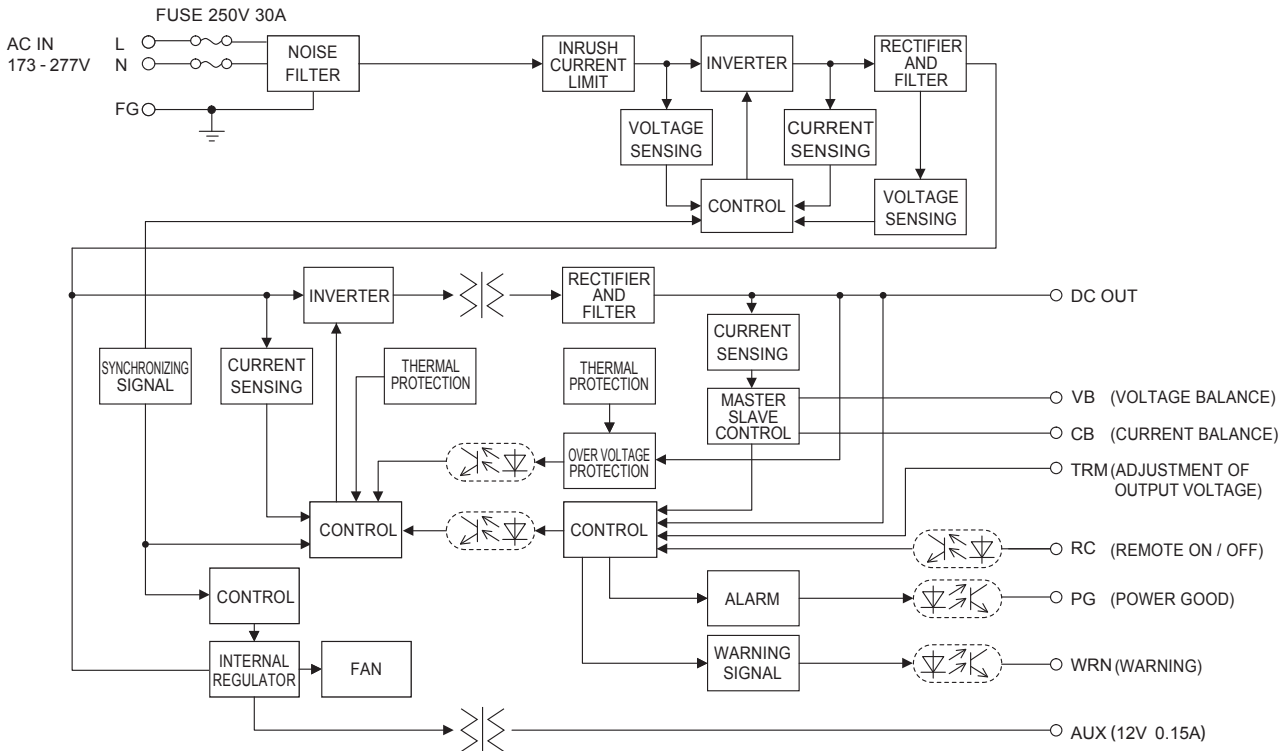 FUSE 250V 30A
AC IN
173 - 277V
L
N
FG
NOISE
FILTER
INRUSH
CURRENT
LIMIT
INVERTER
RECTIFIER
AND
FILTER
VOLTAGE
SENSING
CURRENT
SENSING
CONTROL
VOLTAGE
SENSING
INVERTER
RECTIFIER
AND
FILTER
DC OUT
SYNCHRONIZING
SIGNAL
CURRENT
SENSING
THERMAL
PROTECTION
THERMAL
PROTECTION
CURRENT
SENSING
MASTER
SLAVE
CONTROL
VB (VOLTAGE BALANCE)
CB (CURRENT BALANCE)
OVER VOLTAGE
PROTECTION
TRM (ADJUSTMENT OF
OUTPUT VOLTAGE)
CONTROL
CONTROL
RC (REMOTE ON / OFF)
CONTROL
ALARM
PG (POWER GOOD)
INTERNAL
REGULATOR
FAN
WARNING
SIGNAL
WRN (WARNING)
AUX (12V 0.15A)